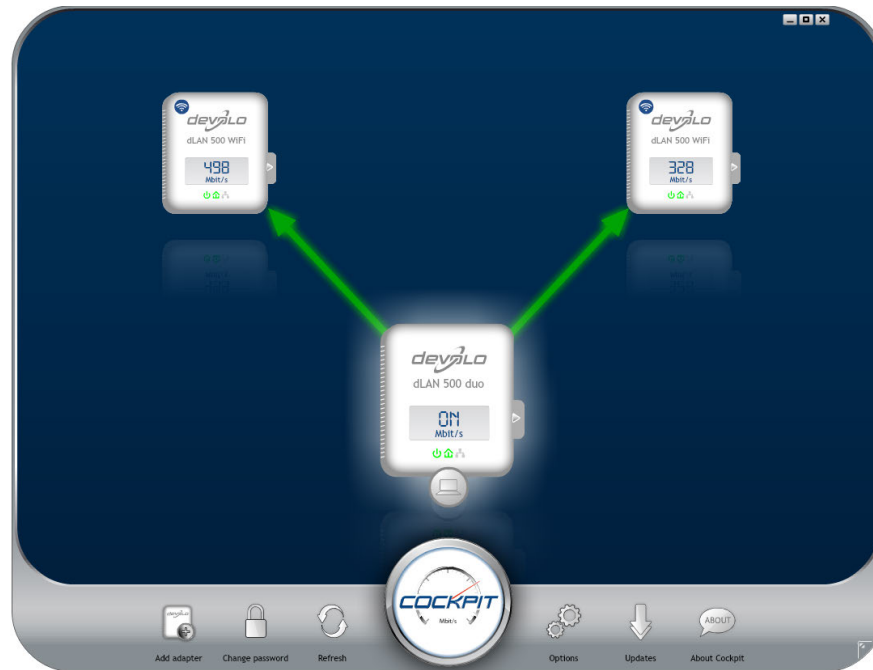 devolo
dLAN 500 WiFi
498
Mbit/s
devolo
dLAN 500 WiFi
328
Mbit/s
devolo
dLAN 500 duo
ON
Mbit/s
COCKPIT
Mbit/s
devolo
ABOUT
Add adapter
Change password
Refresh
Options
Updates
About Cockpit